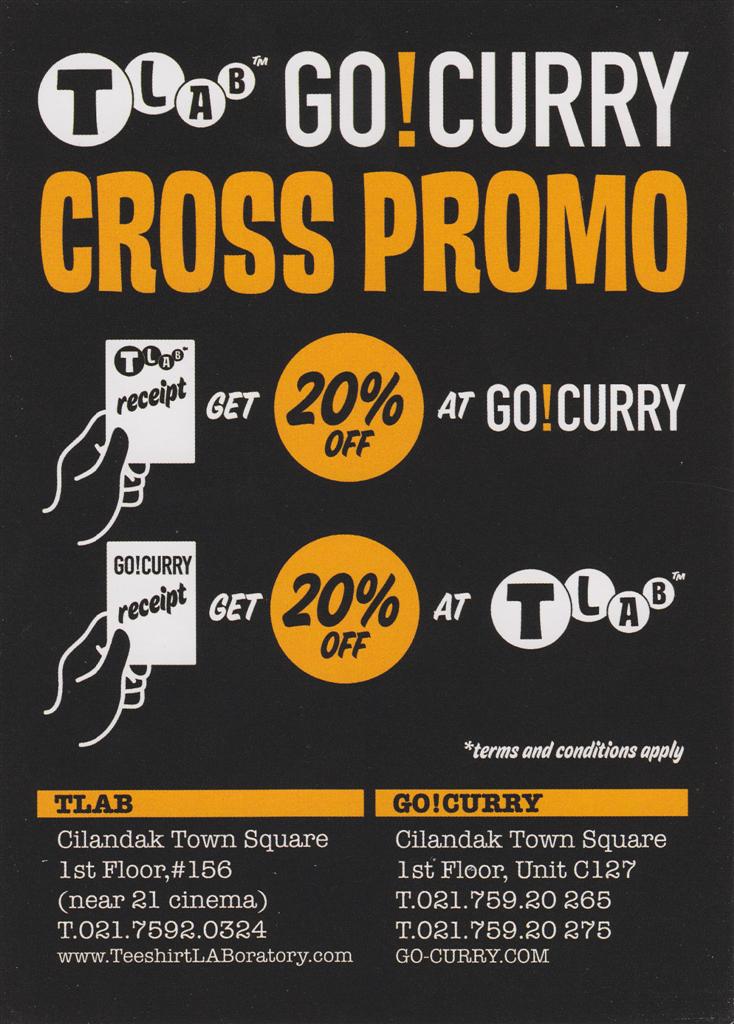 TLAB™ GO!CURRY
CROSS PROMO
TLAB™
receipt
GET
20%
OFF
AT GO!CURRY
GO!CURRY
receipt
GET
20%
OFF
AT TLAB™
*terms and conditions apply
TLAB
Cilandak Town Square
1st Floor,#156
(near 21 cinema)
T.021.7592.0324
www.TeeshirtLABoratory.com
GO!CURRY
Cilandak Town Square
1st Floor, Unit C127
T.021.759.20 265
T.021.759.20 275
GO-CURRY.COM